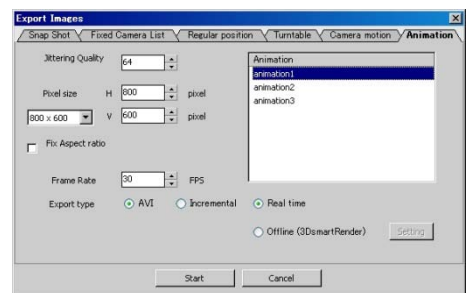 Export Images
Snap Shot Fixed Camera List Regular position Turntable Camera motion Animation
Jittering Quality 64
Animation
animation1
animation2
animation3
Pixel size H 800 pixel
800 x 600 V 600 pixel
Fix Aspect ratio
Frame Rate 30 FPS
Export type AVI Incremental Real time
Offline (3DsmartRender) Setting
Start Cancel